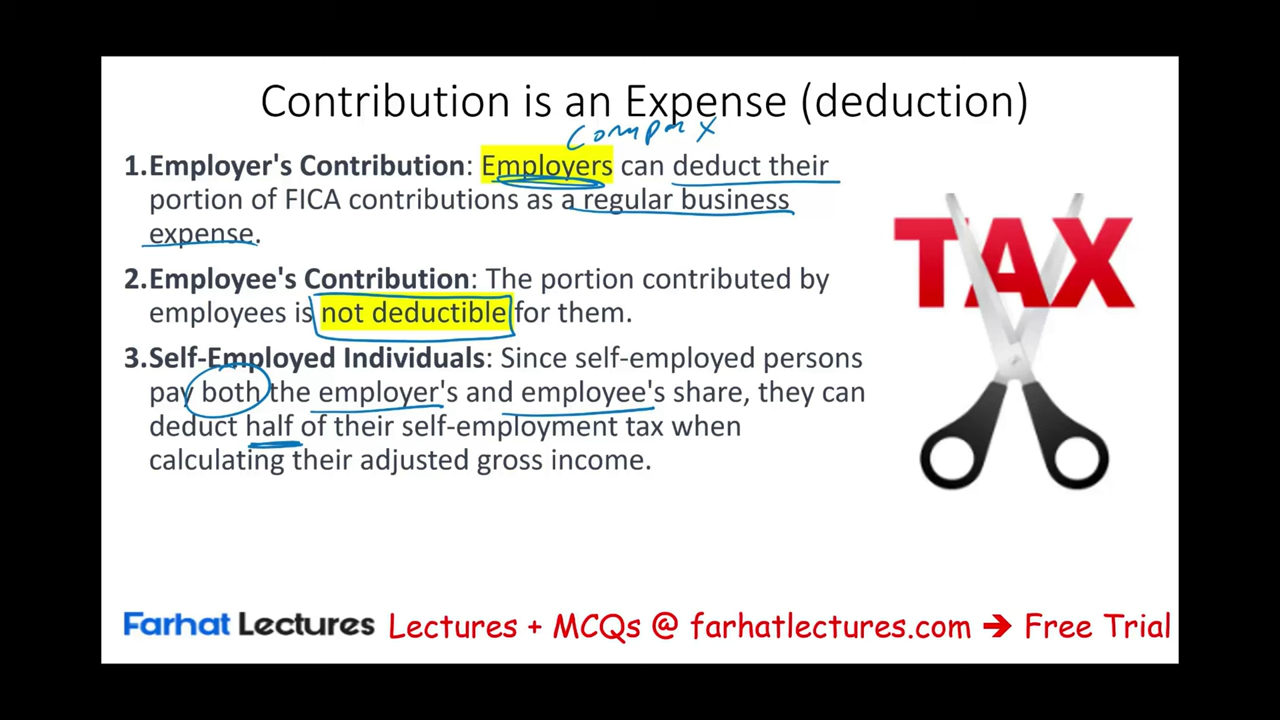 Contribution is an Expense (deduction)
1. Employer's Contribution: Employers can deduct their
portion of FICA contributions as a regular business
expense.
2. Employee's Contribution: The portion contributed by
employees is not deductible for them.
3. Self-Employed Individuals: Since self-employed persons
pay both the employer's and employee's share, they can
deduct half of their self-employment tax when
calculating their adjusted gross income.
TAX
Farhat Lectures Lectures + MCQs @ farhatlectures.com → Free Trial